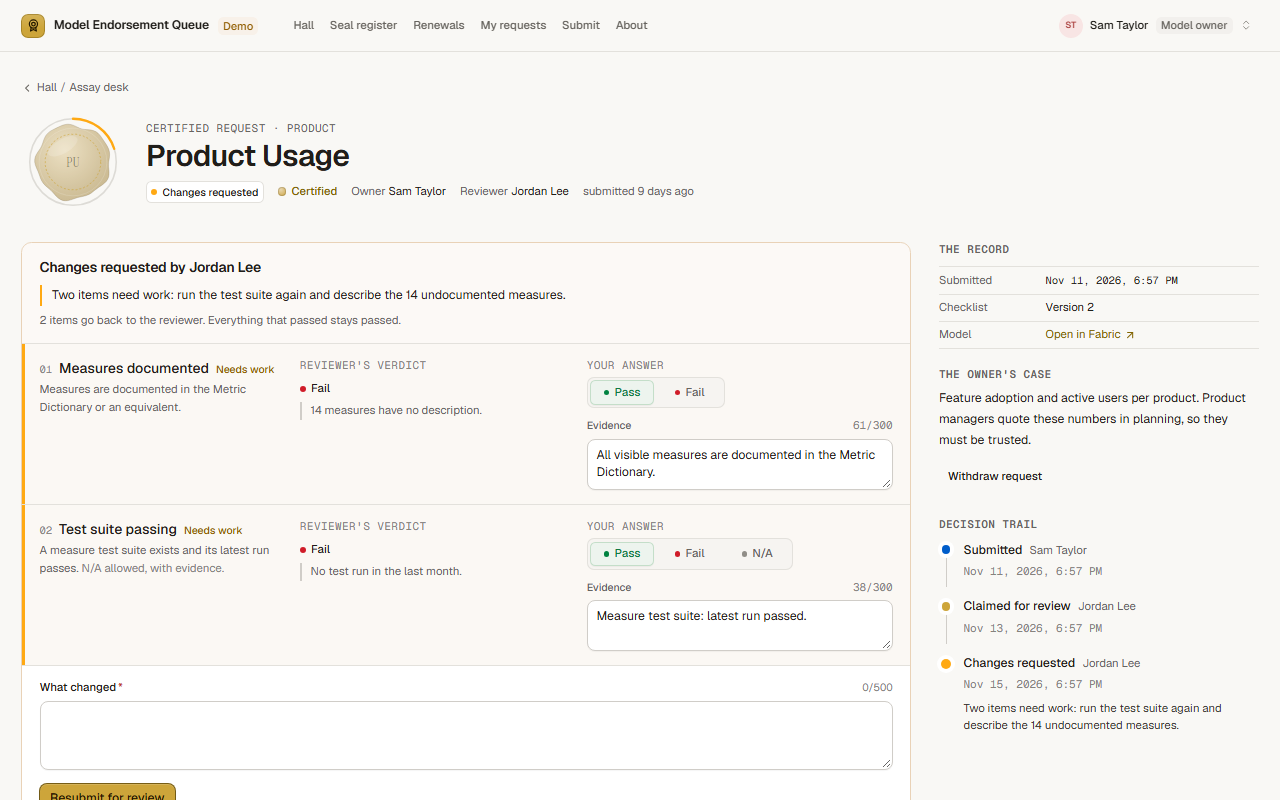 Model Endorsement Queue Demo Hall Seal register Renewals My requests Submit About ST Sam Taylor Model owner
Hall / Assay desk
CERTIFIED REQUEST · PRODUCT
PU
Product Usage
Changes requested Certified Owner Sam Taylor Reviewer Jordan Lee submitted 9 days ago
Changes requested by Jordan Lee
Two items need work: run the test suite again and describe the 14 undocumented measures.
2 items go back to the reviewer. Everything that passed stays passed.
01 Measures documented Needs work
Measures are documented in the Metric
Dictionary or an equivalent.
REVIEWER'S VERDICT
Fail
14 measures have no description.
YOUR ANSWER
Pass Fail
Evidence 61/300
All visible measures are documented in the Metric
Dictionary.
02 Test suite passing Needs work
A measure test suite exists and its latest run
passes. N/A allowed, with evidence.
REVIEWER'S VERDICT
Fail
No test run in the last month.
YOUR ANSWER
Pass Fail N/A
Evidence 38/300
Measure test suite: latest run passed.
What changed * 0/500
Resubmit for review
THE RECORD
Submitted Nov 11, 2026, 6:57 PM
Checklist Version 2
Model Open in Fabric
THE OWNER'S CASE
Feature adoption and active users per product. Product
managers quote these numbers in planning, so they
must be trusted.
Withdraw request
DECISION TRAIL
Submitted Sam Taylor
Nov 11, 2026, 6:57 PM
Claimed for review Jordan Lee
Nov 13, 2026, 6:57 PM
Changes requested Jordan Lee
Nov 15, 2026, 6:57 PM
Two items need work: run the test suite again and
describe the 14 undocumented measures.